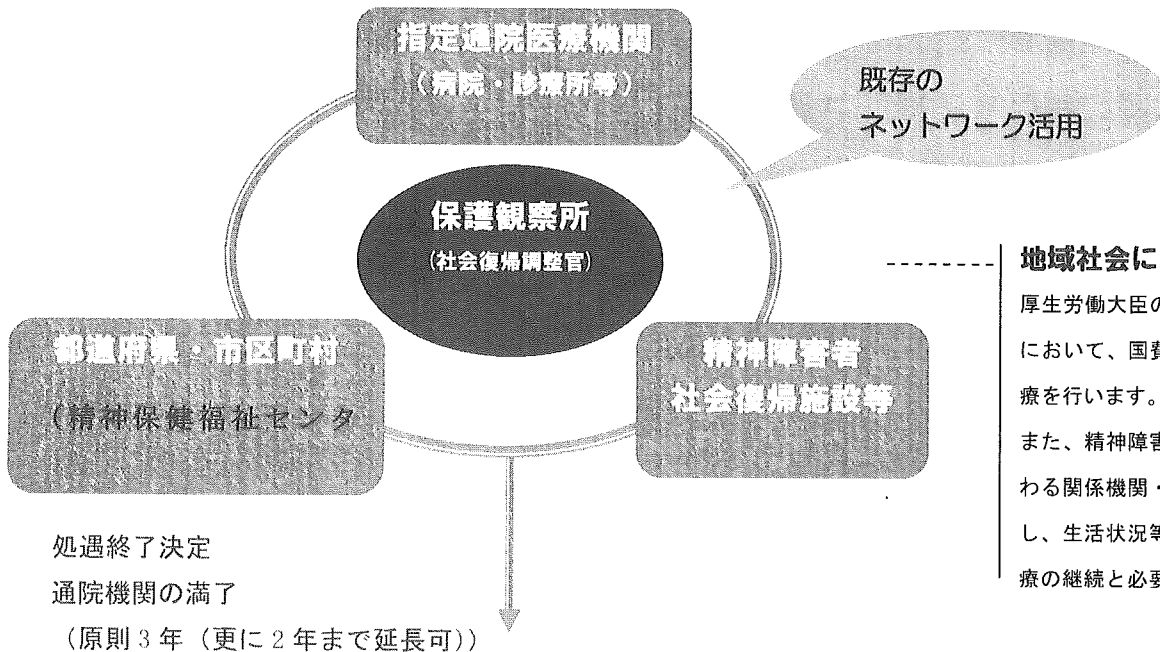 指定通院医療機関
(病院・診療所等)
既存の
ネットワーク活用
保護観察所
(社会復帰調整官)
都道府県・市区町村
(精神保健福祉センタ
精神障害者
社会復帰施設等
地域社会に
厚生労働大臣の
において、国費
療を行います。
また、精神障害
わる関係機関・
し、生活状況等
療の継続と必要
処遇終了決定
通院機関の満了
(原則3年(更に2年まで延長可))